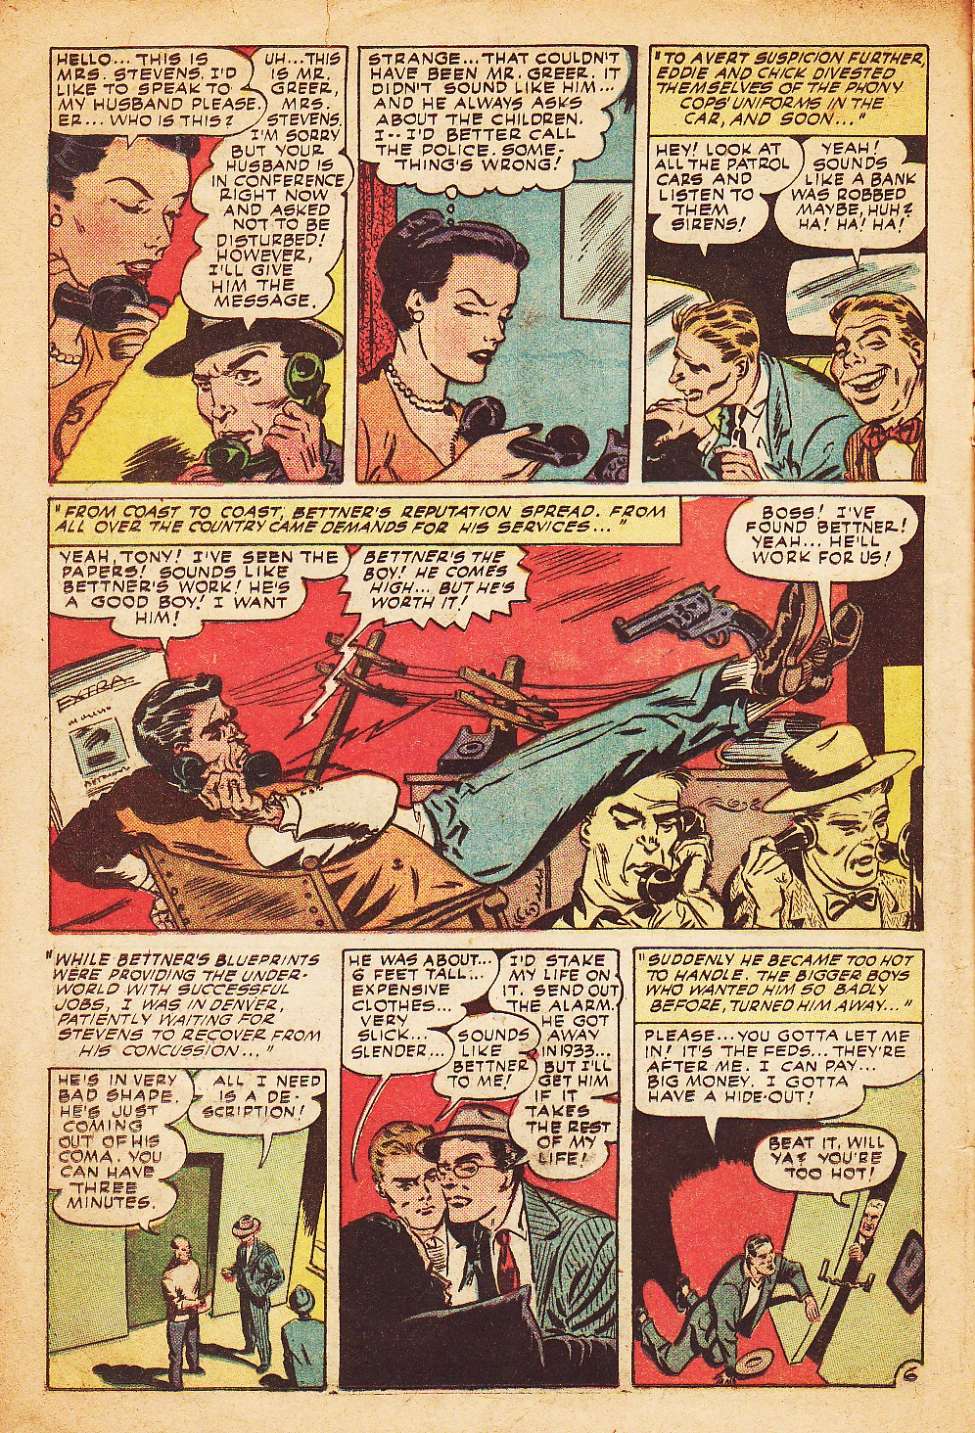 HELLO... THIS IS
MRS. STEVENS. I'D
LIKE TO SPEAK TO
MY HUSBAND PLEASE.
ER... WHO IS THIS?
UH... THIS
IS MR.
GREER,
MRS.
STEVENS.
I'M SORRY
BUT YOUR
HUSBAND IS
IN CONFERENCE
RIGHT NOW
AND ASKED
NOT TO BE
DISTURBED!
HOWEVER,
I'LL GIVE
HIM THE
MESSAGE.
STRANGE... THAT COULDN'T
HAVE BEEN MR. GREER. IT
DIDN'T SOUND LIKE HIM...
AND HE ALWAYS ASKS
ABOUT THE CHILDREN.
I-- I'D BETTER CALL
THE POLICE. SOME-
THING'S WRONG!
"TO AVERT SUSPICION FURTHER,
EDDIE AND CHICK DIVESTED
THEMSELVES OF THE PHONY
COPS' UNIFORMS IN THE
CAR, AND SOON..."
HEY! LOOK AT
ALL THE PATROL
CARS AND
LISTEN TO
THEM
SIRENS!
YEAH!
SOUNDS
LIKE A BANK
WAS ROBBED
MAYBE, HUH?
HA! HA! HA!
"FROM COAST TO COAST, BETTNER'S REPUTATION SPREAD. FROM
ALL OVER THE COUNTRY CAME DEMANDS FOR HIS SERVICES..."
YEAH, TONY! I'VE SEEN THE
PAPERS! SOUNDS LIKE
BETTNER'S WORK! HE'S
A GOOD BOY! I WANT
HIM!
BETTNER'S THE
BOY! HE COMES
HIGH... BUT HE'S
WORTH IT!
BOSS! I'VE
FOUND BETTNER!
YEAH... HE'LL
WORK FOR US!
EXTRA
"WHILE BETTNER'S BLUEPRINTS
WERE PROVIDING THE UNDER-
WORLD WITH SUCCESSFUL
JOBS, I WAS IN DENVER,
PATIENTLY WAITING FOR
STEVENS TO RECOVER FROM
HIS CONCUSSION..."
HE'S IN VERY
BAD SHAPE.
HE'S JUST
COMING
OUT OF HIS
COMA. YOU
CAN HAVE
THREE
MINUTES.
ALL I NEED
IS A DE-
SCRIPTION!
HE WAS ABOUT...
6 FEET TALL...
EXPENSIVE
CLOTHES...
VERY
SLICK...
SLENDER...
SOUNDS
LIKE
BETTNER
TO ME!
I'D STAKE
MY LIFE ON
IT. SEND OUT
THE ALARM.
HE GOT
AWAY
IN 1933...
BUT I'LL
GET HIM
IF IT
TAKES
THE REST
OF MY
LIFE!
"SUDDENLY HE BECAME TOO HOT
TO HANDLE. THE BIGGER BOYS
WHO WANTED HIM SO BADLY
BEFORE, TURNED HIM AWAY..."
PLEASE... YOU GOTTA LET ME
IN! IT'S THE FEDS... THEY'RE
AFTER ME. I CAN PAY...
BIG MONEY. I GOTTA
HAVE A HIDE-OUT!
BEAT IT, WILL
YA? YOU'RE
TOO HOT!
6